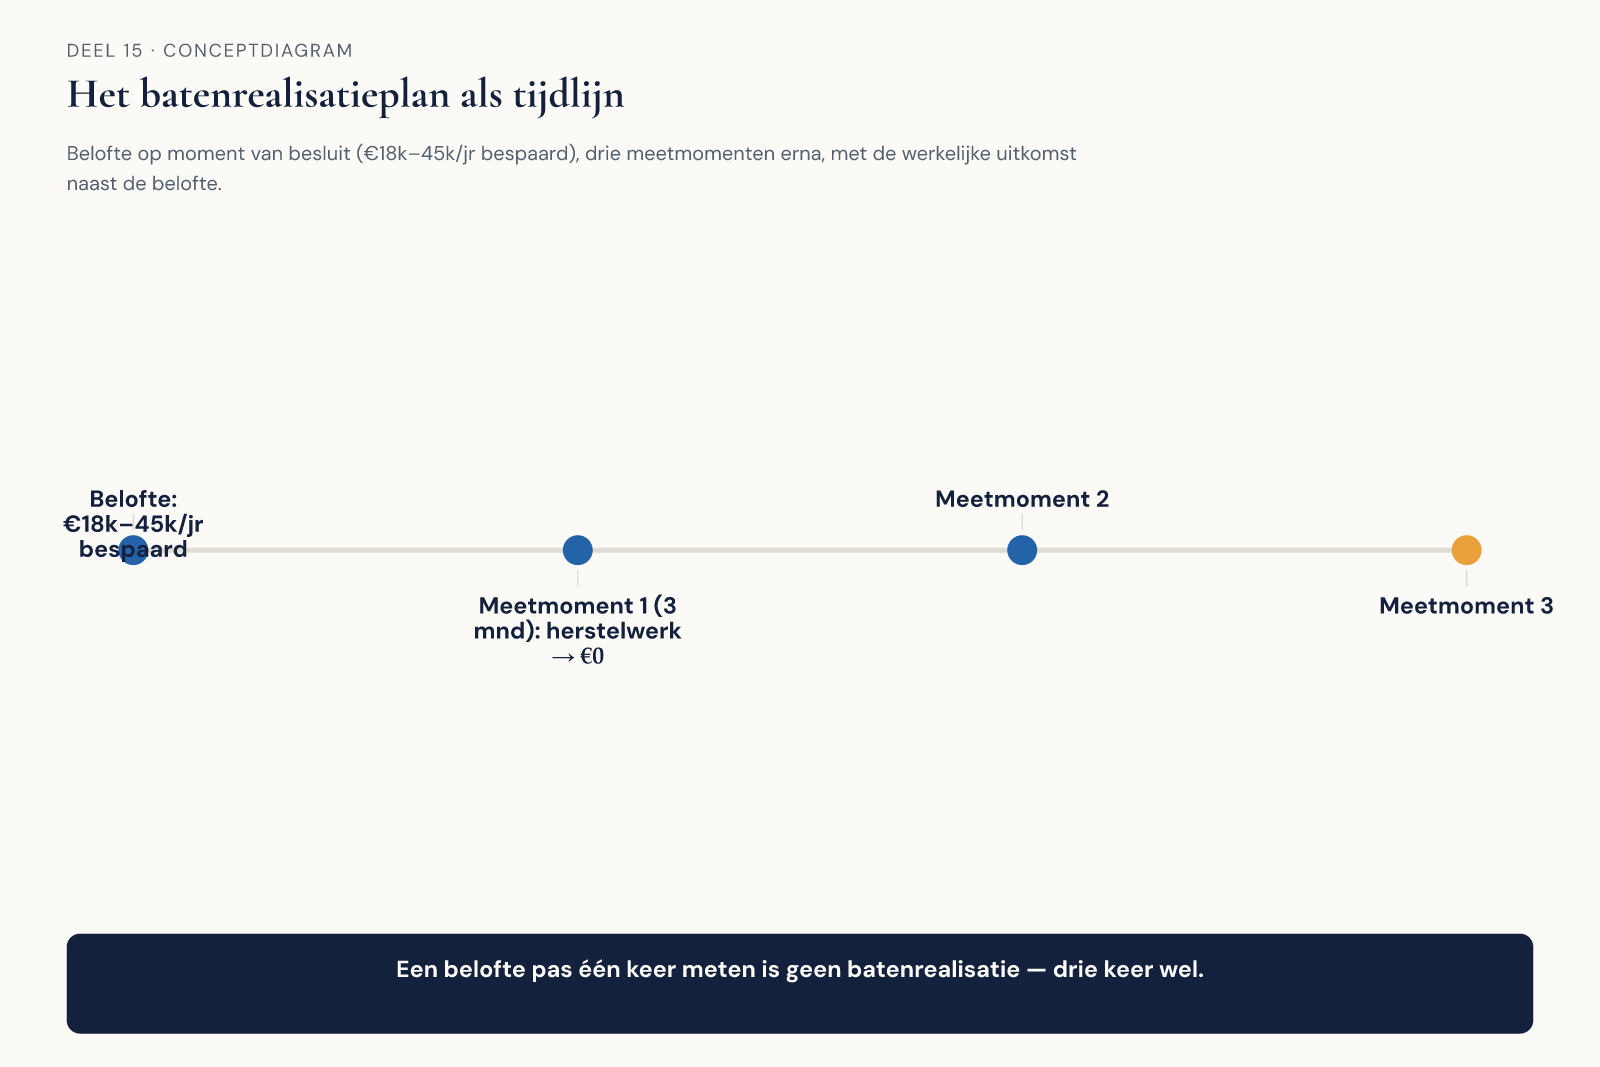 DEEL 15 · CONCEPTDIAGRAM
Het batenrealisatieplan als tijdlijn
Belofte op moment van besluit (€18k–45k/jr bespaard), drie meetmomenten erna, met de werkelijke uitkomst
naast de belofte.
Belofte:
€18k–45k/jr
bespaard
Meetmoment 1 (3
mnd): herstelwerk
→ €0
Meetmoment 2
Meetmoment 3
Een belofte pas één keer meten is geen batenrealisatie — drie keer wel.